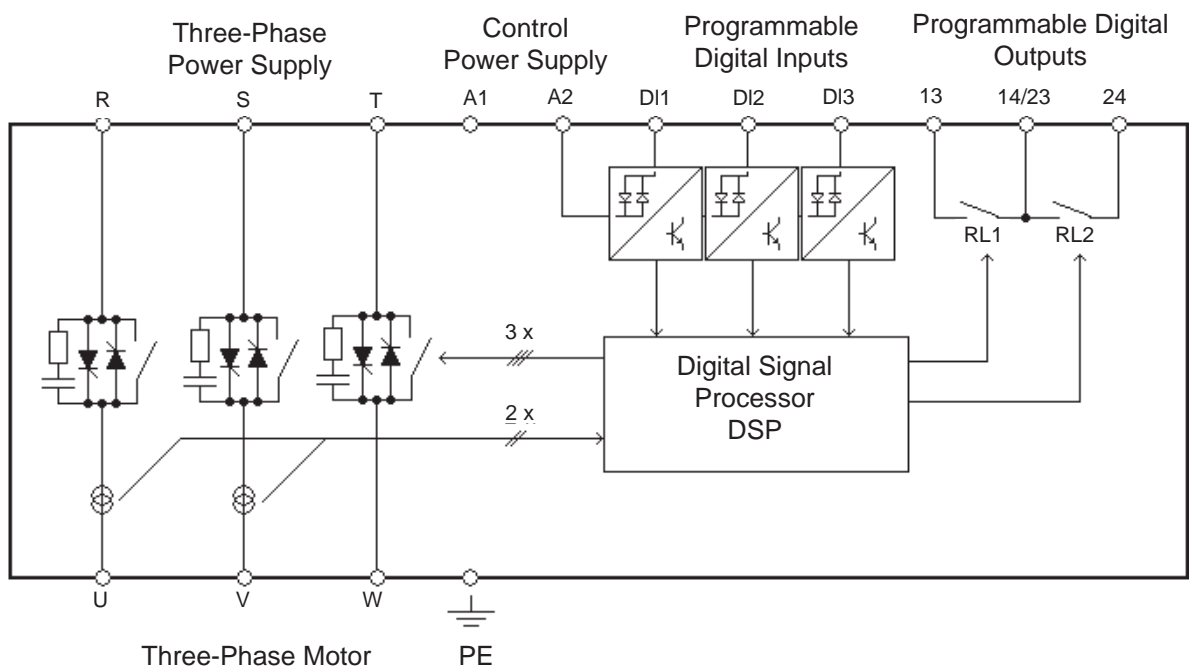 Three-Phase
Power Supply
Control
Power Supply
Programmable
Digital Inputs
Programmable Digital
Outputs
R
S
T
A1
A2
DI1
DI2
DI3
13
14/23
24
RL1
RL2
3 x
2 x
Digital Signal
Processor
DSP
U
V
W
Three-Phase Motor
PE